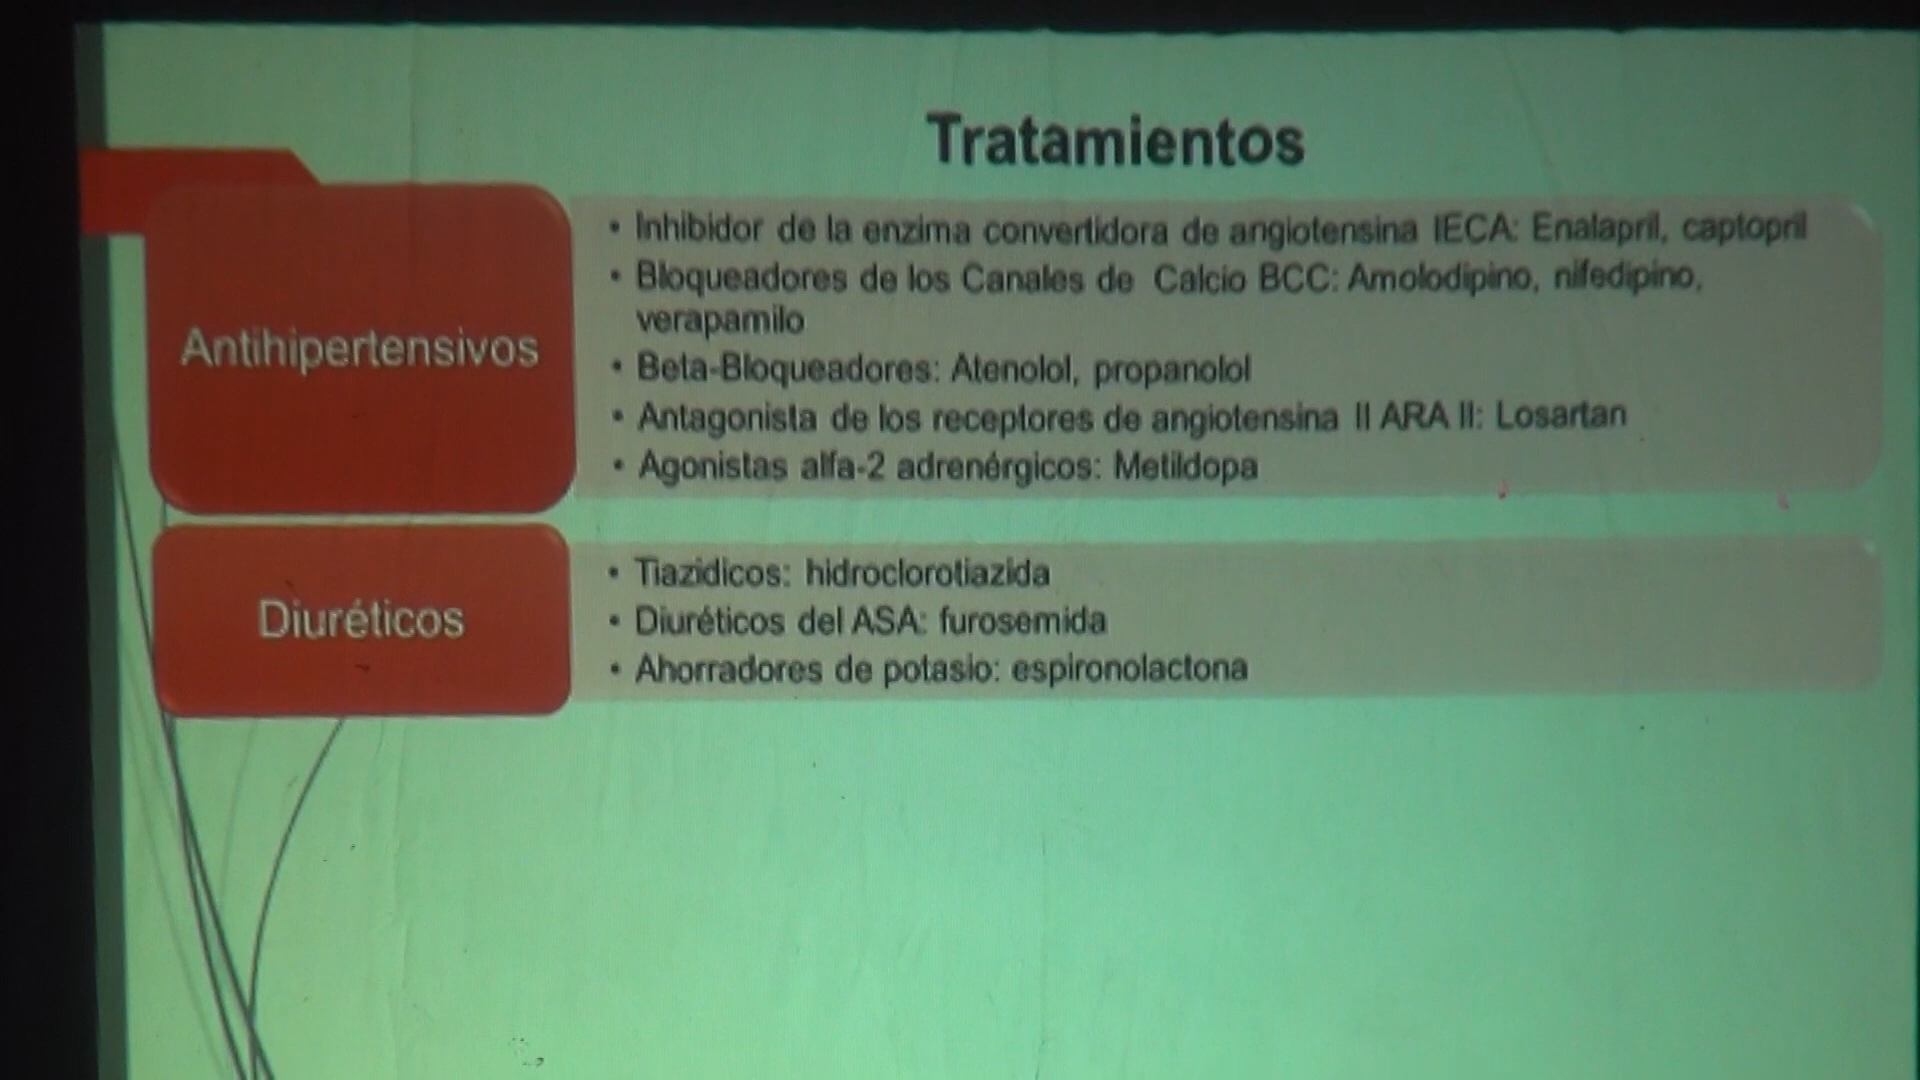 Tratamientos
Antihipertensivos
• Inhibidor de la enzima convertidora de angiotensina IECA: Enalapril, captopril
• Bloqueadores de los Canales de Calcio BCC: Amolodipino, nifedipino,
verapamilo
• Beta-Bloqueadores: Atenolol, propanolol
• Antagonista de los receptores de angiotensina II ARA II: Losartan
• Agonistas alfa-2 adrenérgicos: Metildopa
Diuréticos
• Tiazidicos: hidroclorotiazida
• Diuréticos del ASA: furosemida
• Ahorradores de potasio: espironolactona